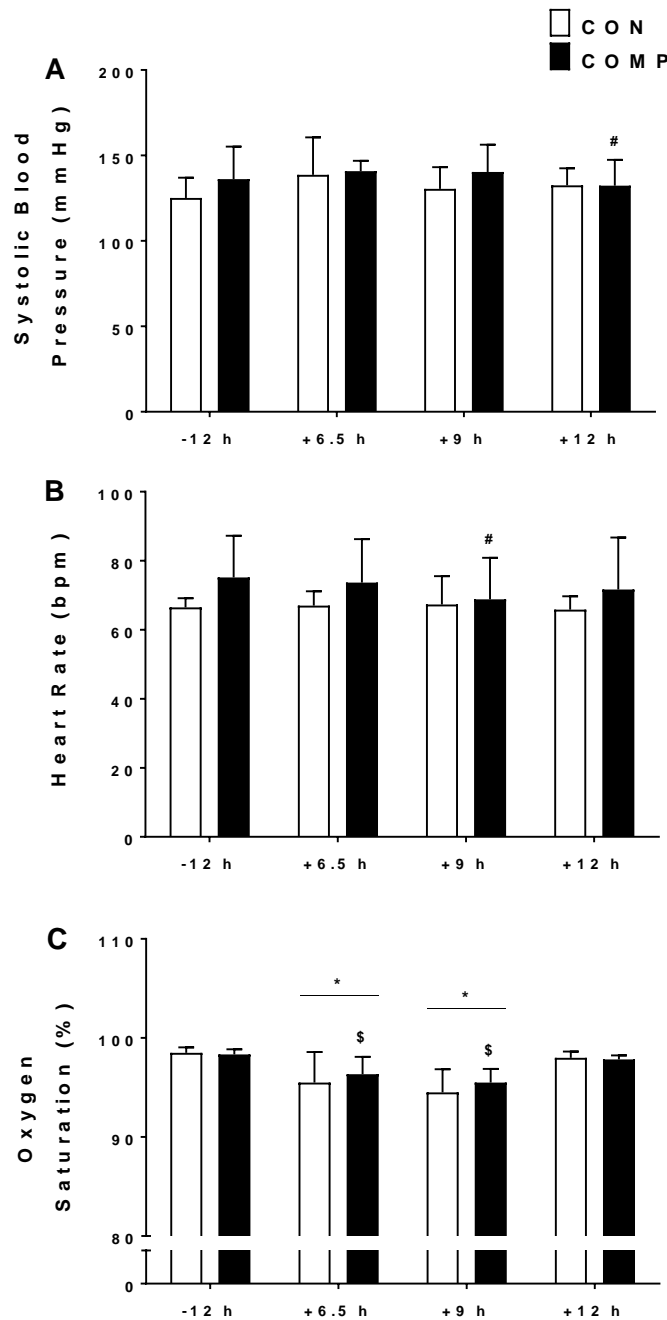 CON
COMP
A
Systolic Blood
Pressure (mmHg)
200
150
100
50
0
#
-12 h
+6.5 h
+9 h
+12 h
B
Heart Rate (bpm)
100
80
60
40
20
0
#
-12 h
+6.5 h
+9 h
+12 h
C
Oxygen
Saturation (%)
110
100
90
80
80
0
*
*
$
$
-12 h
+6.5 h
+9 h
+12 h